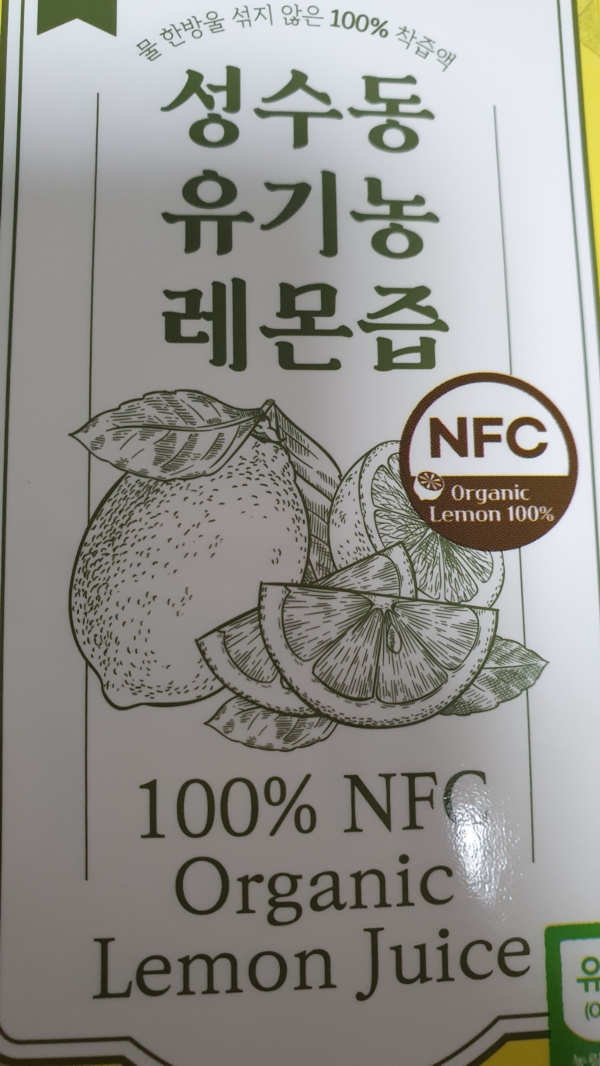 물 한방울 섞지 않은 100% 착즙액
성수동
유기농
레몬즙
NFC
Organic
Lemon 100%
100% NFC
Organic
Lemon Juice
유